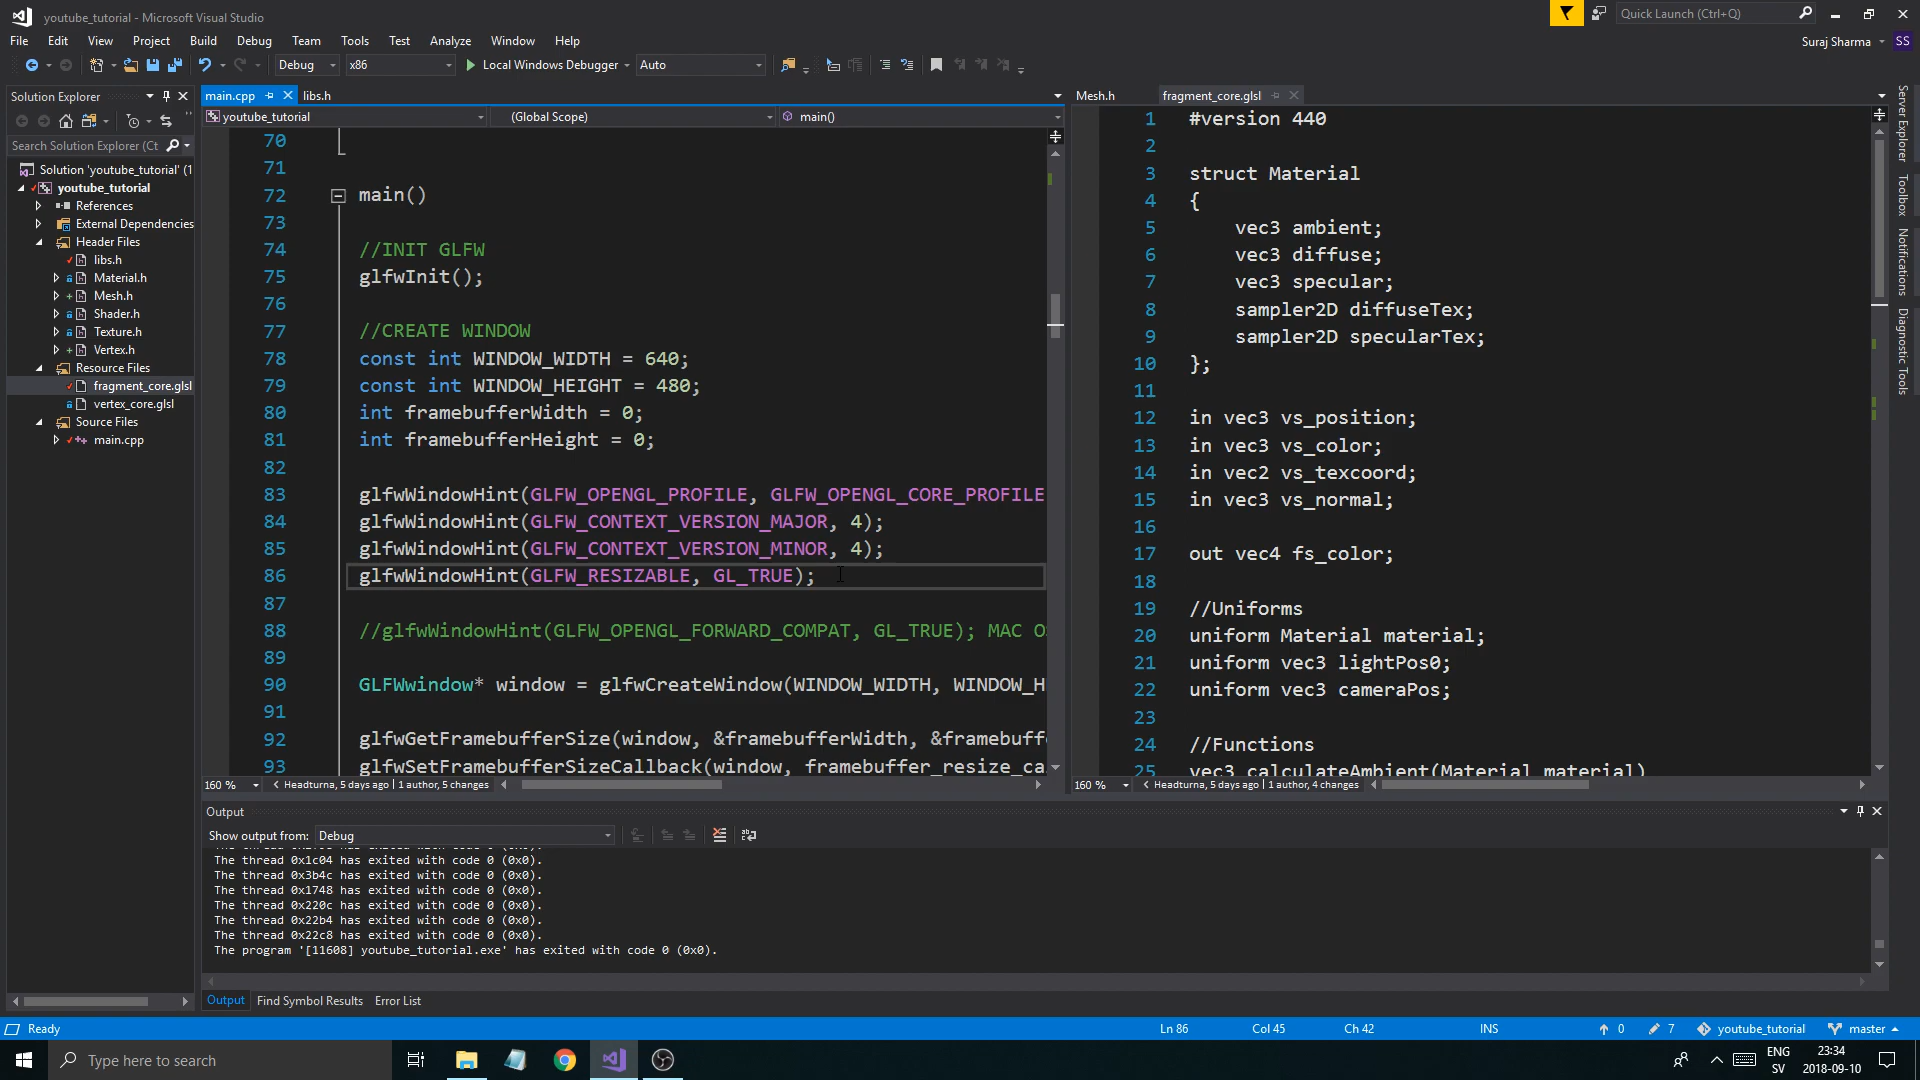 youtube_tutorial - Microsoft Visual Studio
Quick Launch (Ctrl+Q)
File Edit View Project Build Debug Team Tools Test Analyze Window Help
Suraj Sharma SS
Debug x86 Local Windows Debugger Auto
Solution Explorer
Search Solution Explorer (Ct
Solution 'youtube_tutorial' (1
youtube_tutorial
References
External Dependencies
Header Files
libs.h
Material.h
Mesh.h
Shader.h
Texture.h
Vertex.h
Resource Files
fragment_core.glsl
vertex_core.glsl
Source Files
main.cpp
main.cpp libs.h
youtube_tutorial (Global Scope) main()
70
71
72 main()
73
74 //INIT GLFW
75 glfwInit();
76
77 //CREATE WINDOW
78 const int WINDOW_WIDTH = 640;
79 const int WINDOW_HEIGHT = 480;
80 int framebufferWidth = 0;
81 int framebufferHeight = 0;
82
83 glfwWindowHint(GLFW_OPENGL_PROFILE, GLFW_OPENGL_CORE_PROFILE
84 glfwWindowHint(GLFW_CONTEXT_VERSION_MAJOR, 4);
85 glfwWindowHint(GLFW_CONTEXT_VERSION_MINOR, 4);
86 glfwWindowHint(GLFW_RESIZABLE, GL_TRUE);
87
88 //glfwWindowHint(GLFW_OPENGL_FORWARD_COMPAT, GL_TRUE); MAC O
89
90 GLFWwindow* window = glfwCreateWindow(WINDOW_WIDTH, WINDOW_H
91
92 glfwGetFramebufferSize(window, &framebufferWidth, &framebuff
93 glfwSetFramebufferSizeCallback(window, framebuffer_resize_ca
160 % Headturna, 5 days ago | 1 author, 5 changes
Mesh.h fragment_core.glsl
1 #version 440
2
3 struct Material
4 {
5 vec3 ambient;
6 vec3 diffuse;
7 vec3 specular;
8 sampler2D diffuseTex;
9 sampler2D specularTex;
10 };
11
12 in vec3 vs_position;
13 in vec3 vs_color;
14 in vec2 vs_texcoord;
15 in vec3 vs_normal;
16
17 out vec4 fs_color;
18
19 //Uniforms
20 uniform Material material;
21 uniform vec3 lightPos0;
22 uniform vec3 cameraPos;
23
24 //Functions
25 vec3 calculateAmbient(Material material)
160 % Headturna, 5 days ago | 1 author, 4 changes
Server Explorer
Toolbox
Notifications
Diagnostic Tools
Output
Show output from: Debug
The thread 0x1c04 has exited with code 0 (0x0).
The thread 0x3b4c has exited with code 0 (0x0).
The thread 0x1748 has exited with code 0 (0x0).
The thread 0x220c has exited with code 0 (0x0).
The thread 0x22b4 has exited with code 0 (0x0).
The thread 0x22c8 has exited with code 0 (0x0).
The program '[11608] youtube_tutorial.exe' has exited with code 0 (0x0).
Output Find Symbol Results Error List
Ready Ln 86 Col 45 Ch 42 INS 0 7 youtube_tutorial master
Type here to search
ENG
SV
23:34
2018-09-10